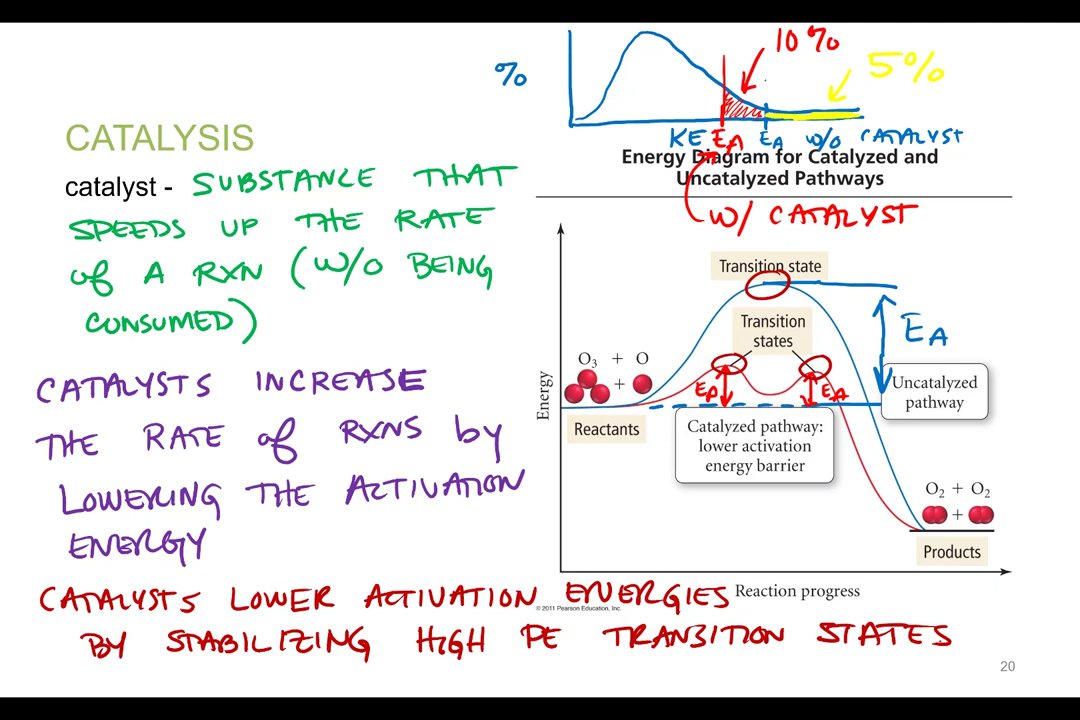 10%
%
5%
KE EA EA W/O CATALYST
CATALYSIS
Energy Diagram for Catalyzed and
Uncatalyzed Pathways
W/ CATALYST
catalyst - SUBSTANCE THAT
SPEEDS UP THE RATE
of A RXN (W/O BEING
CONSUMED)
CATALYSTS INCREASE
THE RATE of RXNS by
LOWERING THE ACTIVATION
ENERGY
Transition state
Transition
states
EA
O3 + O
+
EA
EA
Uncatalyzed
pathway
Energy
Reactants
Catalyzed pathway:
lower activation
energy barrier
O2 + O2
+
Products
Reaction progress
© 2011 Pearson Education, Inc.
CATALYSTS LOWER ACTIVATION ENERGIES
BY STABILIZING HIGH PE TRANSITION STATES
20